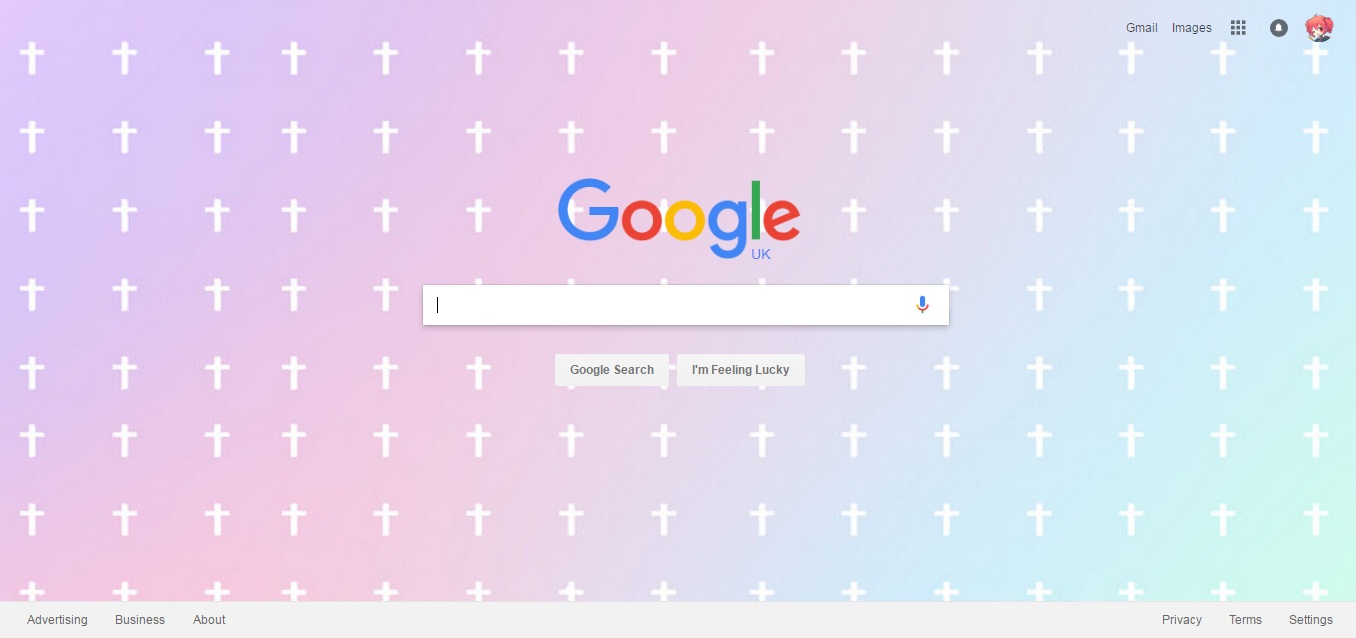 Gmail Images
Google
UK
Google Search I'm Feeling Lucky
Advertising Business About Privacy Terms Settings